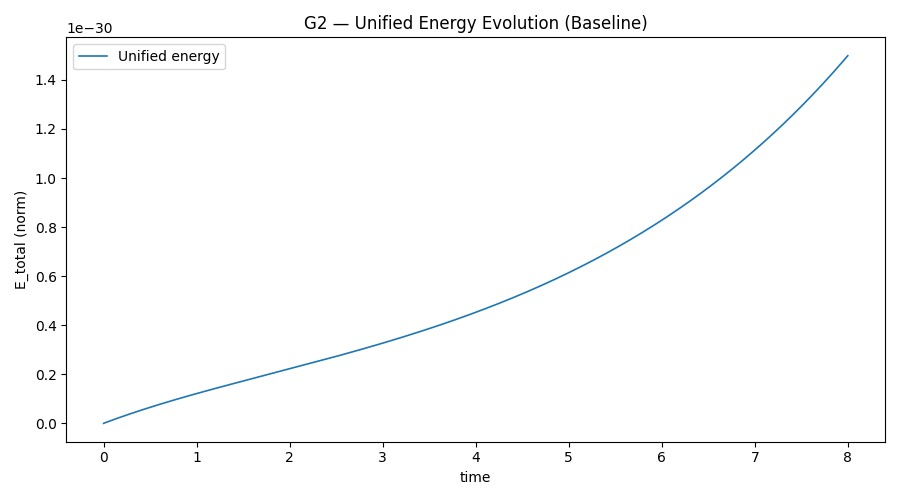 G2 — Unified Energy Evolution (Baseline)
1e−30
Unified energy
E_total (norm)
1.4
1.2
1.0
0.8
0.6
0.4
0.2
0.0
0 1 2 3 4 5 6 7 8
time